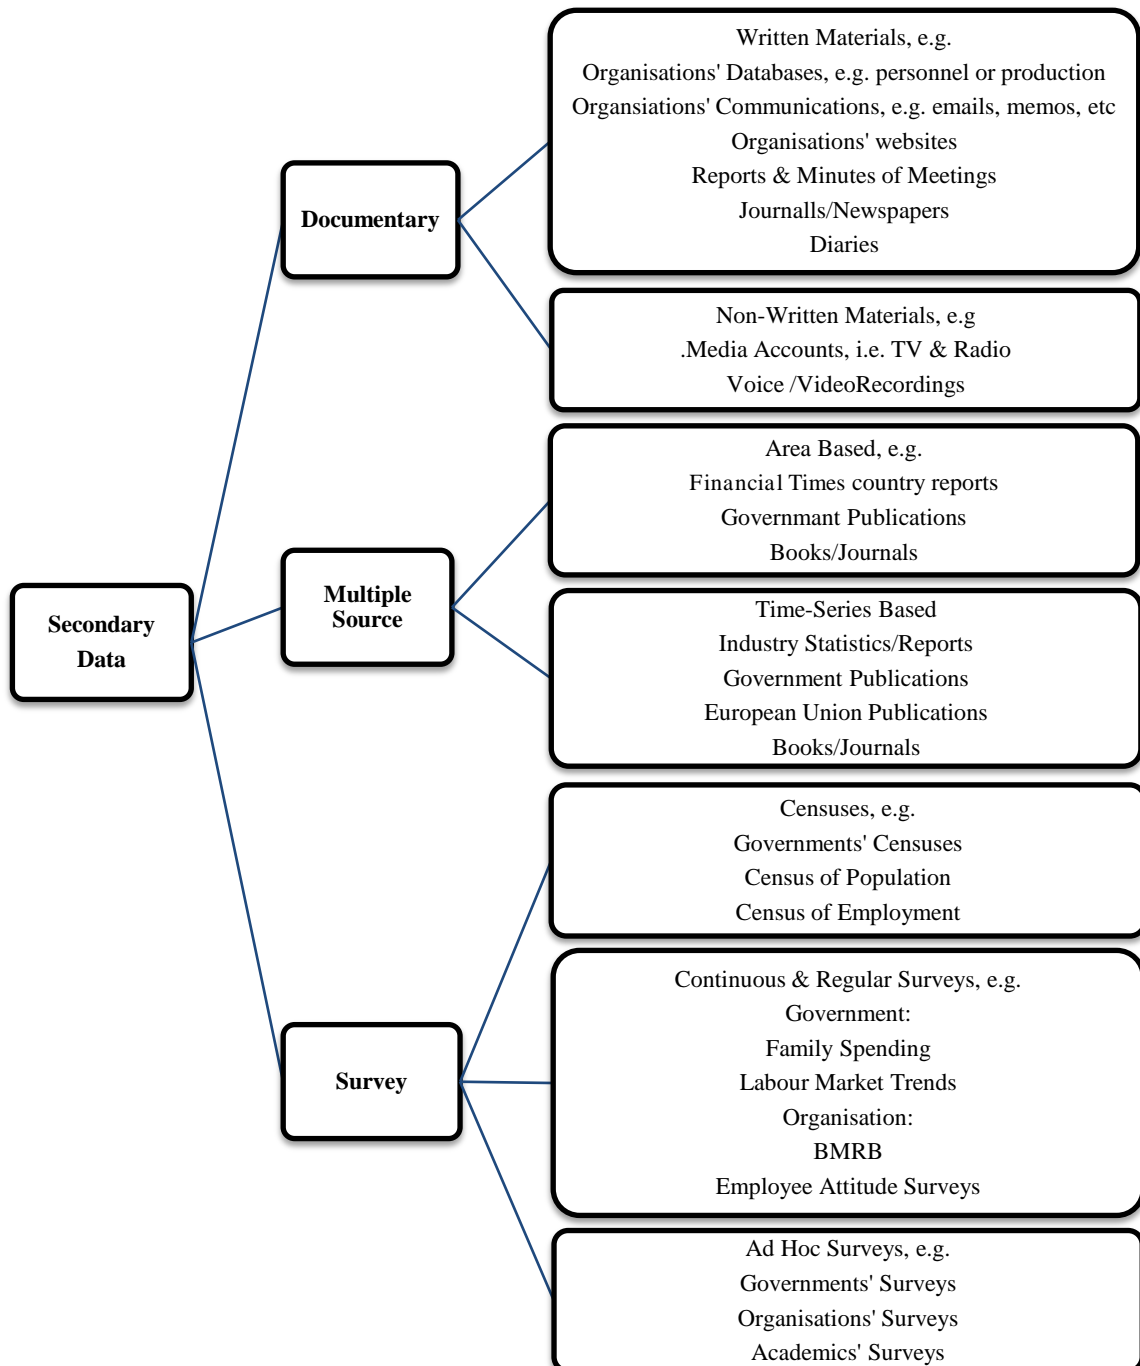 Written Materials, e.g.
Organisations' Databases, e.g. personnel or production
Organsiations' Communications, e.g. emails, memos, etc
Organisations' websites
Reports & Minutes of Meetings
Journalls/Newspapers
Diaries
Documentary
Non-Written Materials, e.g
.Media Accounts, i.e. TV & Radio
Voice /VideoRecordings
Area Based, e.g.
Financial Times country reports
Governmant Publications
Books/Journals
Multiple
Source
Secondary
Data
Time-Series Based
Industry Statistics/Reports
Government Publications
European Union Publications
Books/Journals
Censuses, e.g.
Governments' Censuses
Census of Population
Census of Employment
Survey
Continuous & Regular Surveys, e.g.
Government:
Family Spending
Labour Market Trends
Organisation:
BMRB
Employee Attitude Surveys
Ad Hoc Surveys, e.g.
Governments' Surveys
Organisations' Surveys
Academics' Surveys